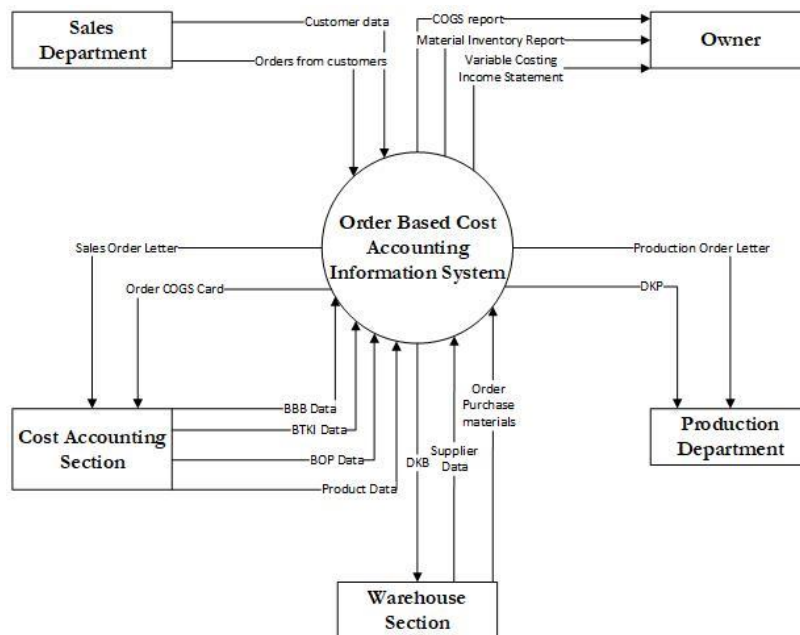 Sales
Department
Customer data
Orders from customers
COGS report
Material Inventory Report
Variable Costing
Income Statement
Owner
Order Based Cost
Accounting
Information System
Sales Order Letter
Order COGS Card
Production Order Letter
DKP
Cost Accounting
Section
BBB Data
BTKI Data
BOP Data
Product Data
DKB
Supplier
Data
Order
Purchase
materials
Production
Department
Warehouse
Section